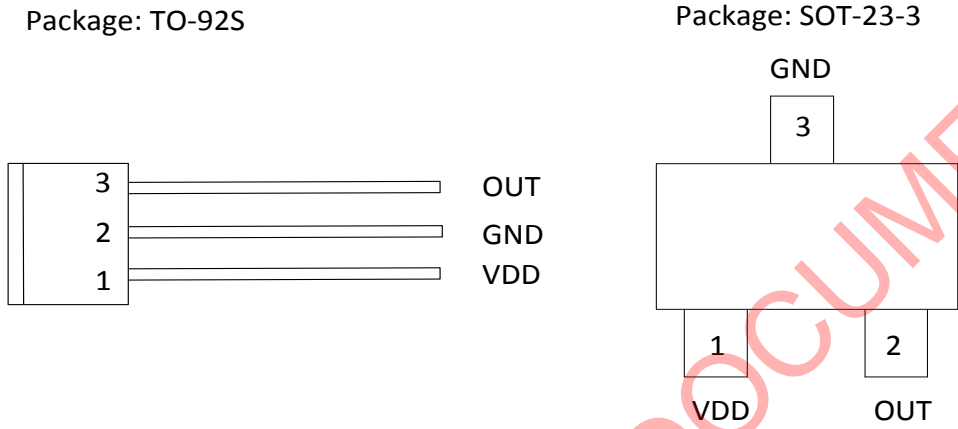 Package: TO-92S
3 OUT
2 GND
1 VDD
Package: SOT-23-3
GND
3
1 2
VDD OUT
DOCUME